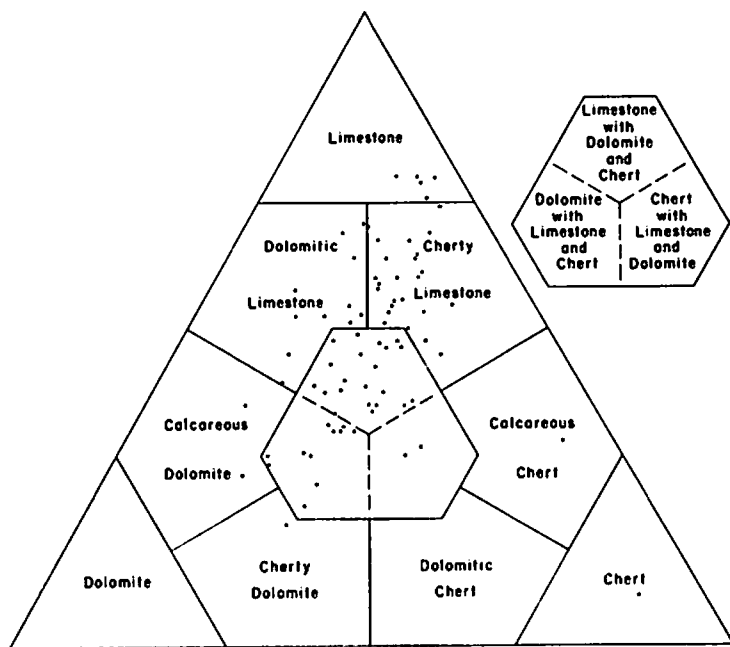 Limestone
Dolomitic
Limestone
Cherty
Limestone
Calcareous
Dolomite
Calcareous
Chert
Dolomite
Cherty
Dolomite
Dolomitic
Chert
Chert
Limestone
with
Dolomite
and
Chert
Dolomite
with
Limestone
and
Chert
Chert
with
Limestone
and
Dolomite